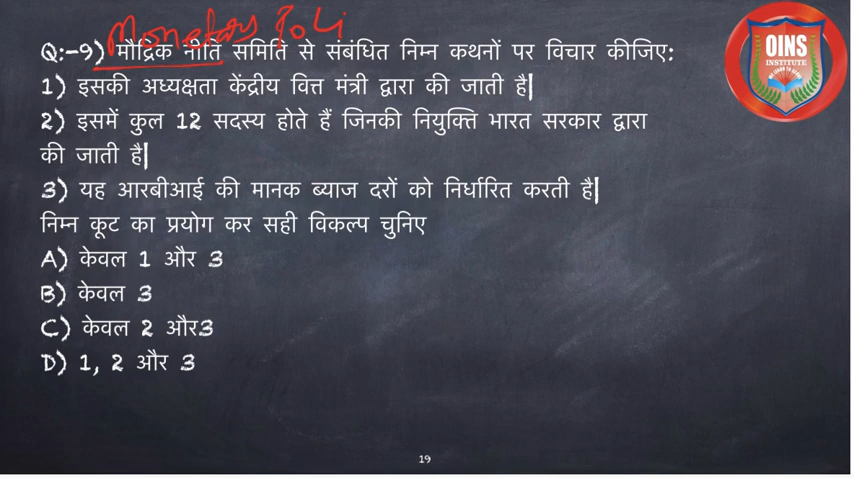 Monetary Poli
Q:-9) मौद्रिक नीति समिति से संबंधित निम्न कथनों पर विचार कीजिए:
OINS
INSTITUTE
1) इसकी अध्यक्षता केंद्रीय वित्त मंत्री द्वारा की जाती है|
2) इसमें कुल 12 सदस्य होते हैं जिनकी नियुक्ति भारत सरकार द्वारा
की जाती है|
3) यह आरबीआई की मानक ब्याज दरों को निर्धारित करती है|
निम्न कूट का प्रयोग कर सही विकल्प चुनिए
A) केवल 1 और 3
B) केवल 3
C) केवल 2 और3
D) 1, 2 और 3
19